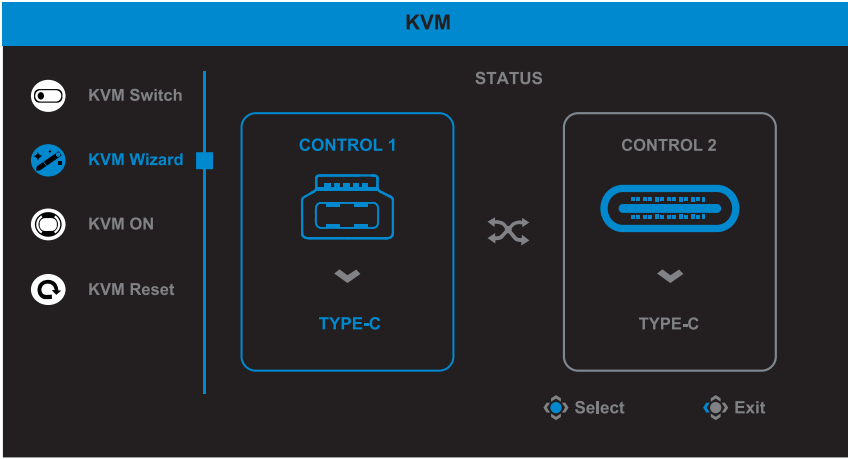 KVM
STATUS
KVM Switch
KVM Wizard
KVM ON
KVM Reset
CONTROL 1
TYPE-C
CONTROL 2
TYPE-C
Select
Exit